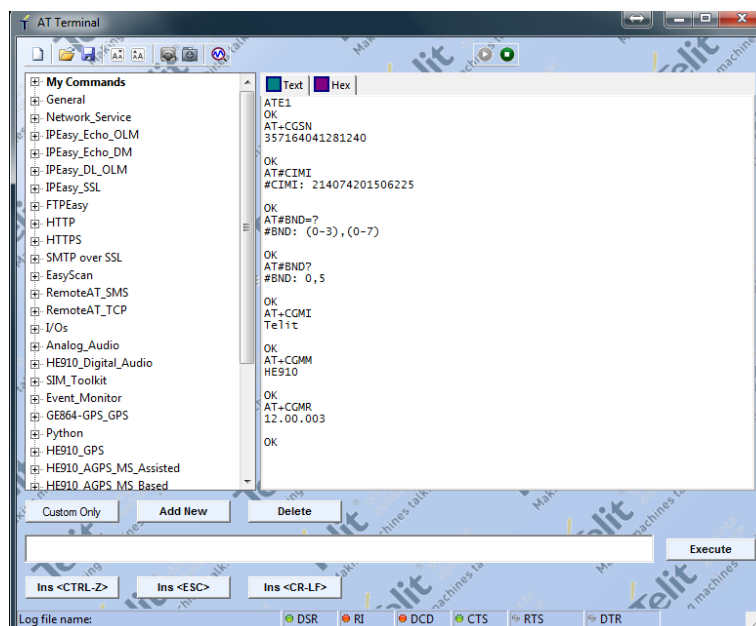 AT Terminal
My Commands
General
Network_Service
IPEasy_Echo_OLM
IPEasy_Echo_DM
IPEasy_DL_OLM
IPEasy_SSL
FTPEasy
HTTP
HTTPS
SMTP over SSL
EasyScan
RemoteAT_SMS
RemoteAT_TCP
I/Os
Analog_Audio
HE910_Digital_Audio
SIM_Toolkit
Event_Monitor
GE864-GPS_GPS
Python
HE910_GPS
HE910_AGPS_MS_Assisted
HE910_AGPS_MS_Based
Text Hex
ATE1
OK
AT+CGSN
357164041281240
OK
AT#CIMI
#CIMI: 214074201506225
OK
AT#BND=?
#BND: (0-3),(0-7)
OK
AT#BND?
#BND: 0,5
OK
AT+CGMI
Telit
OK
AT+CGMM
HE910
OK
AT+CGMR
12.00.003
OK
Custom Only Add New Delete
Execute
Ins <CTRL-Z> Ins <ESC> Ins <CR-LF>
Log file name: DSR RI DCD CTS RTS DTR